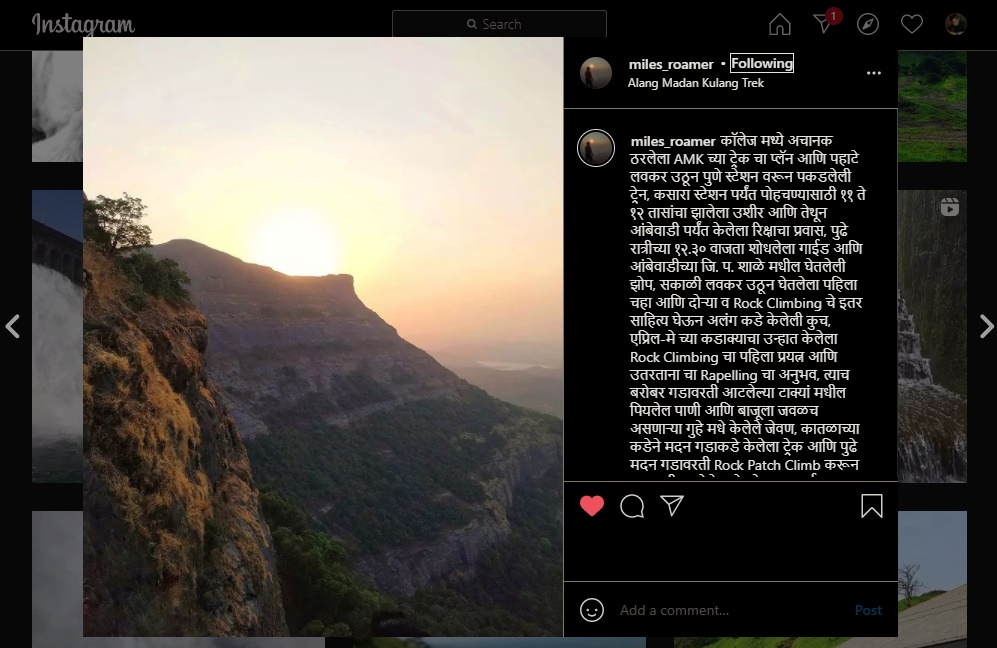 Instagram
Search
1
miles_roamer • Following
Alang Madan Kulang Trek
miles_roamer कॉलेज मध्ये अचानक
ठरलेला AMK च्या ट्रेक चा प्लॅन आणि पहाटे
लवकर उठून पुणे स्टेशन वरून पकडलेली
ट्रेन, कसारा स्टेशन पर्यंत पोहचण्यासाठी ११ ते
१२ तासांचा झालेला उशीर आणि तेथून
आंबेवाडी पर्यंत केलेला रिक्षाचा प्रवास, पुढे
रात्रीच्या १२.३० वाजता शोधलेला गाईड आणि
आंबेवाडीच्या जि. प. शाळे मधील घेतलेली
झोप, सकाळी लवकर उठून घेतलेला पहिला
चहा आणि दोऱ्या व Rock Climbing चे इतर
साहित्य घेऊन अलंग कडे केलेली कुच,
एप्रिल-मे च्या कडाक्याचा उन्हात केलेला
Rock Climbing चा पहिला प्रयत्न आणि
उतरताना चा Rapelling चा अनुभव, त्याच
बरोबर गडावरती आटलेल्या टाक्यां मधील
पियलेल पाणी आणि बाजूला जवळच
असणाऱ्या गुहे मधे केलेले जेवण, कातळाच्या
कडेने मदन गडाकडे केलेला ट्रेक आणि पुढे
मदन गडावरती Rock Patch Climb करून
Add a comment...
Post